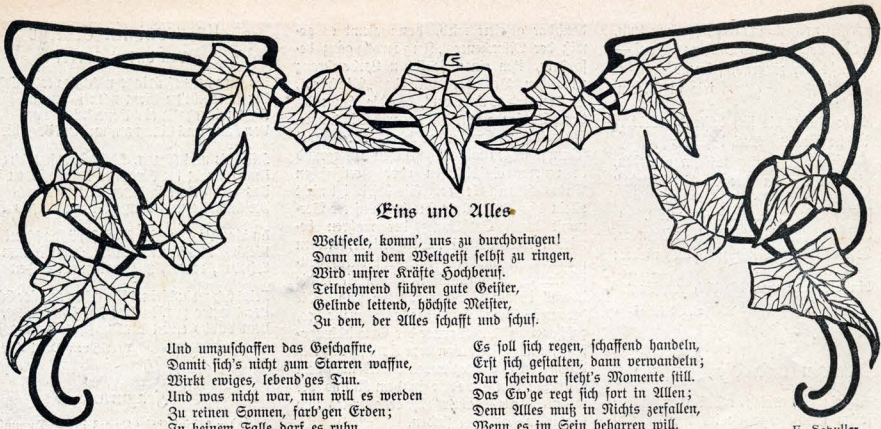 Eins und Alles
Weltseele, komm', uns zu durchdringen!
Dann mit dem Weltgeist selbst zu ringen,
Wird unsrer Kräfte Hochberuf.
Teilnehmend führen gute Geister,
Gelinde leitend, höchste Meister,
Zu dem, der Alles schafft und schuf.
Und umzuschaffen das Geschaffne,
Damit sich's nicht zum Starren waffne,
Wirkt ewiges, lebend'ges Tun.
Und was nicht war, nun will es werden
Zu reinen Sonnen, farb'gen Erden;
In keinem Falle darf es ruhn.
Es soll sich regen, schaffend handeln,
Erst sich gestalten, dann verwandeln;
Nur scheinbar steht's Momente still.
Das Ew'ge regt sich fort in Allen;
Denn Alles muß in Nichts zerfallen,
Wenn es im Sein beharren will.
Schuller